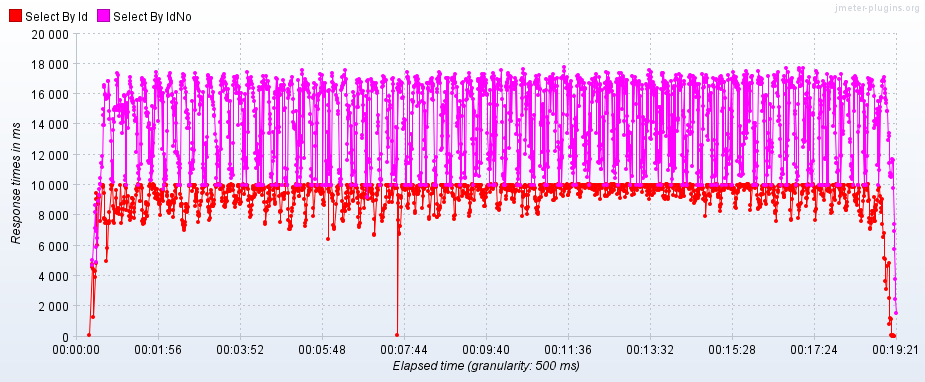 jmeter-plugins.org
Select By Id Select By IdNo
20 000
18 000
16 000
14 000
12 000
10 000
8 000
6 000
4 000
2 000
0
Response times in ms
00:00:00 00:01:56 00:03:52 00:05:48 00:07:44 00:09:40 00:11:36 00:13:32 00:15:28 00:17:24 00:19:21
Elapsed time (granularity: 500 ms)